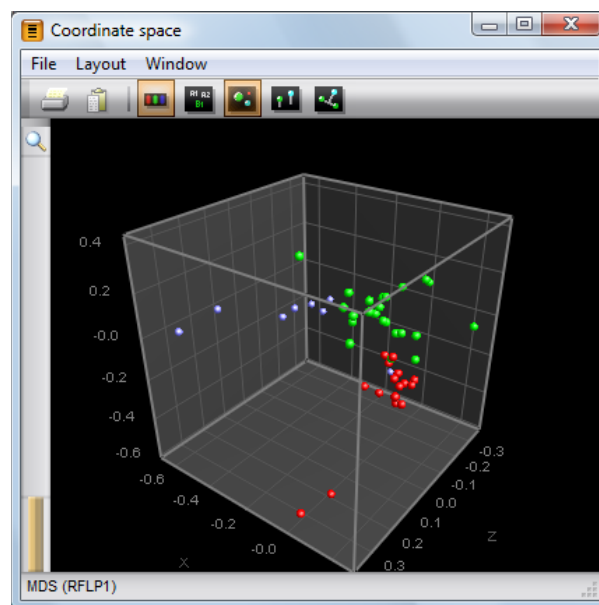 Coordinate space
File Layout Window
R1 R2
B1
0.4
0.2
-0.0
-0.2
-0.4
-0.6
-0.6
-0.4
-0.2
-0.0
X
-0.3
-0.2
-0.1
0.0
0.1
0.2
0.3
Z
MDS (RFLP1)